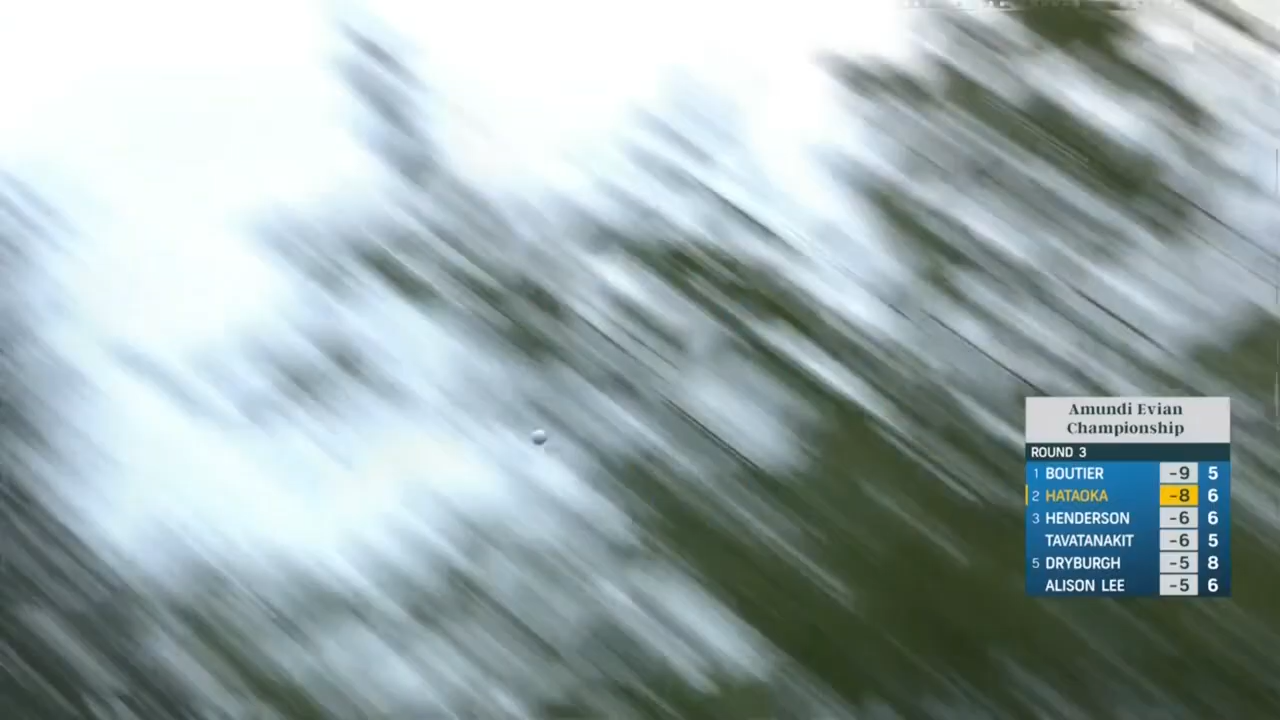 Amundi Evian
Championship
ROUND 3
1 BOUTIER -9 5
2 HATAOKA -8 6
3 HENDERSON -6 6
TAVATANAKIT -6 5
5 DRYBURGH -5 8
ALISON LEE -5 6